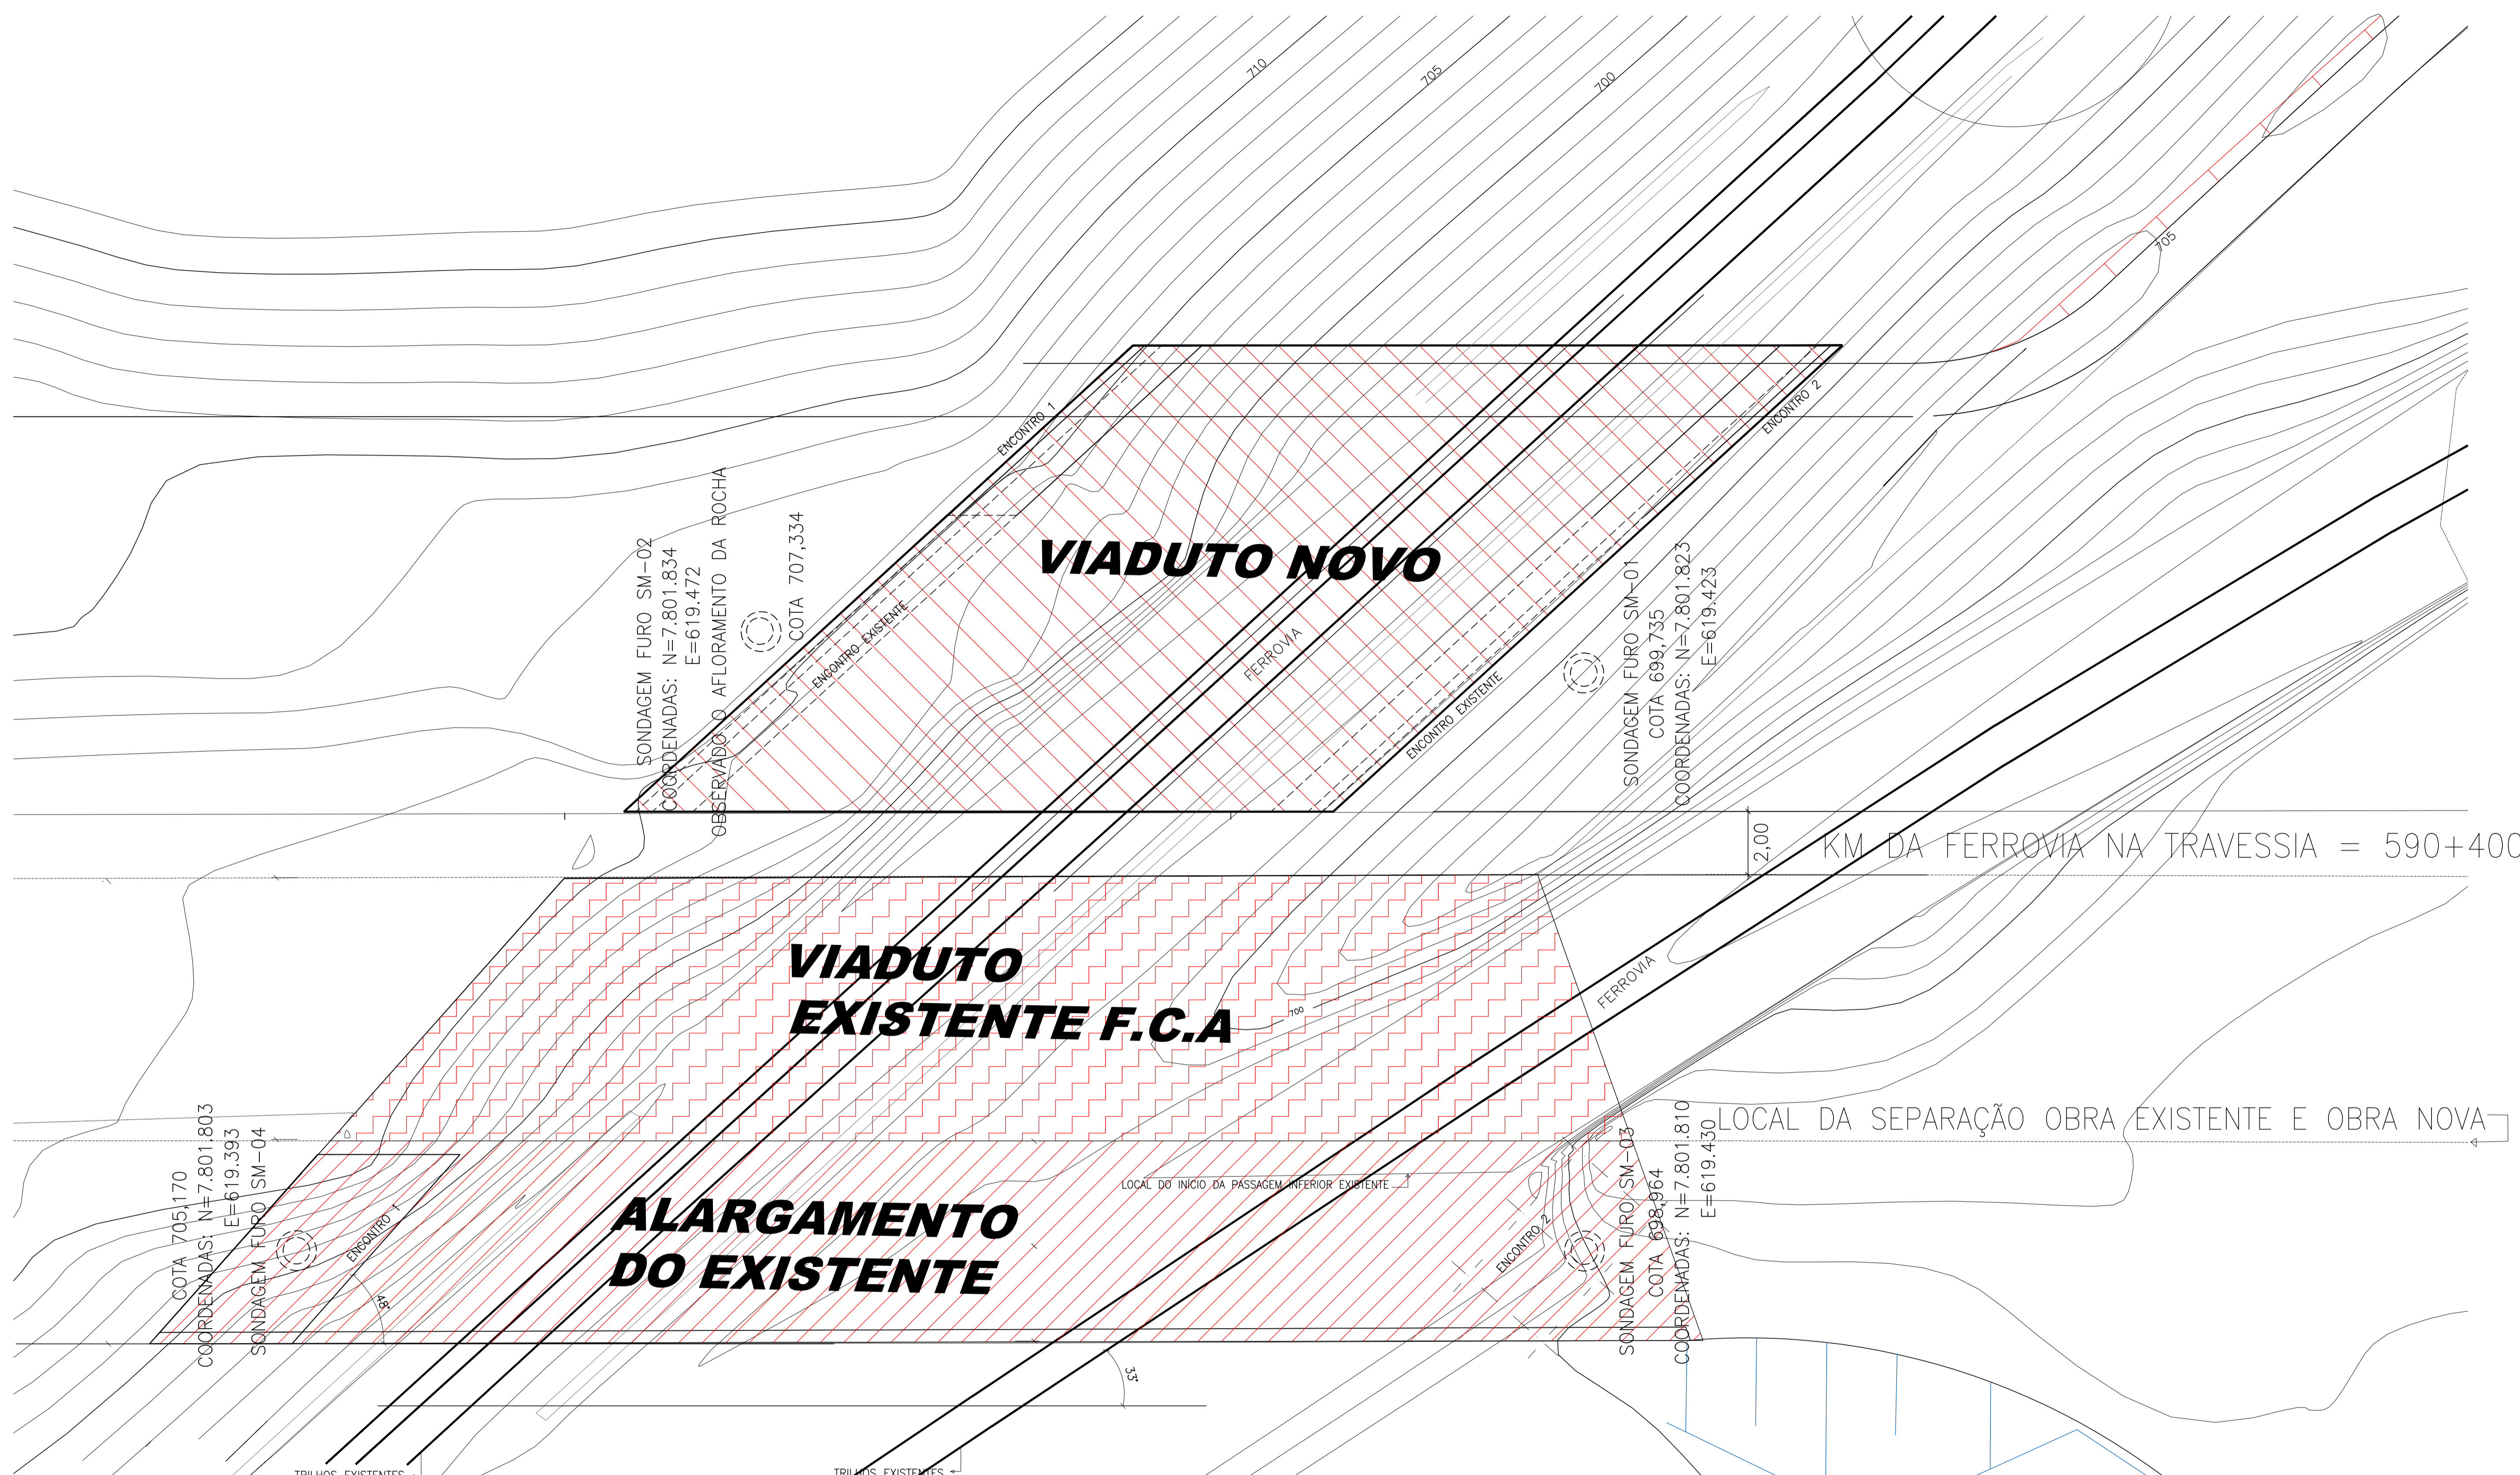 710
705
700
705
ENCONTRO 1
ENCONTRO 2
SONDAGEM FURO SM-02
COORDENADAS: N=7.801.834
E=619.472
OBSERVADO O AFLORAMENTO DA ROCHA
COTA 707,334
VIADUTO NOVO
ENCONTRO EXISTENTE
FERROVIA
ENCONTRO EXISTENTE
SONDAGEM FURO SM-01
COTA 699,735
COORDENADAS: N=7.801.823
E=619.423
2,00
KM DA FERROVIA NA TRAVESSIA = 590+400
VIADUTO
EXISTENTE F.C.A
700
FERROVIA
LOCAL DA SEPARAÇÃO OBRA EXISTENTE E OBRA NOVA
COTA 705,170
COORDENADAS: N=7.801.803
E=619.393
SONDAGEM FURO SM-04
ENCONTRO 1
48°
LOCAL DO INÍCIO DA PASSAGEM INFERIOR EXISTENTE
ALARGAMENTO
DO EXISTENTE
ENCONTRO 2
SONDAGEM FURO SM-03
COTA 698,964
COORDENADAS: N=7.801.810
E=619.430
33°
TRILHOS EXISTENTES
TRILHOS EXISTENTES